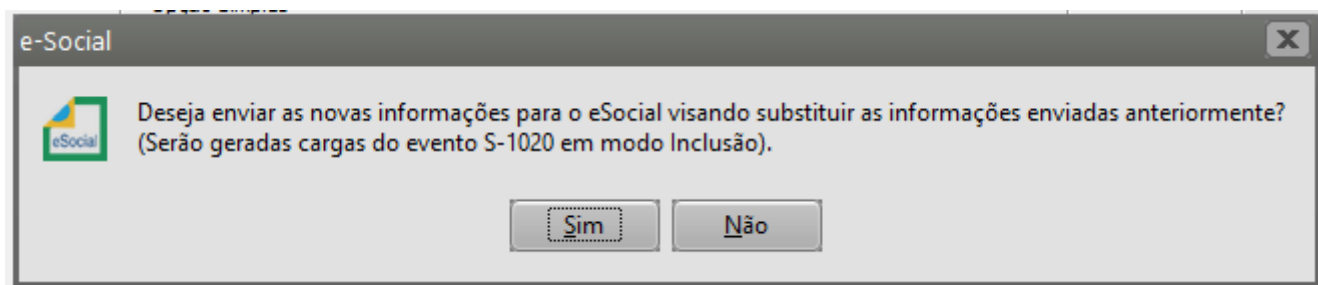 e-Social
Deseja enviar as novas informações para o eSocial visando substituir as informações enviadas anteriormente?
(Serão geradas cargas do evento S-1020 em modo Inclusão).
eSocial
Sim
Não